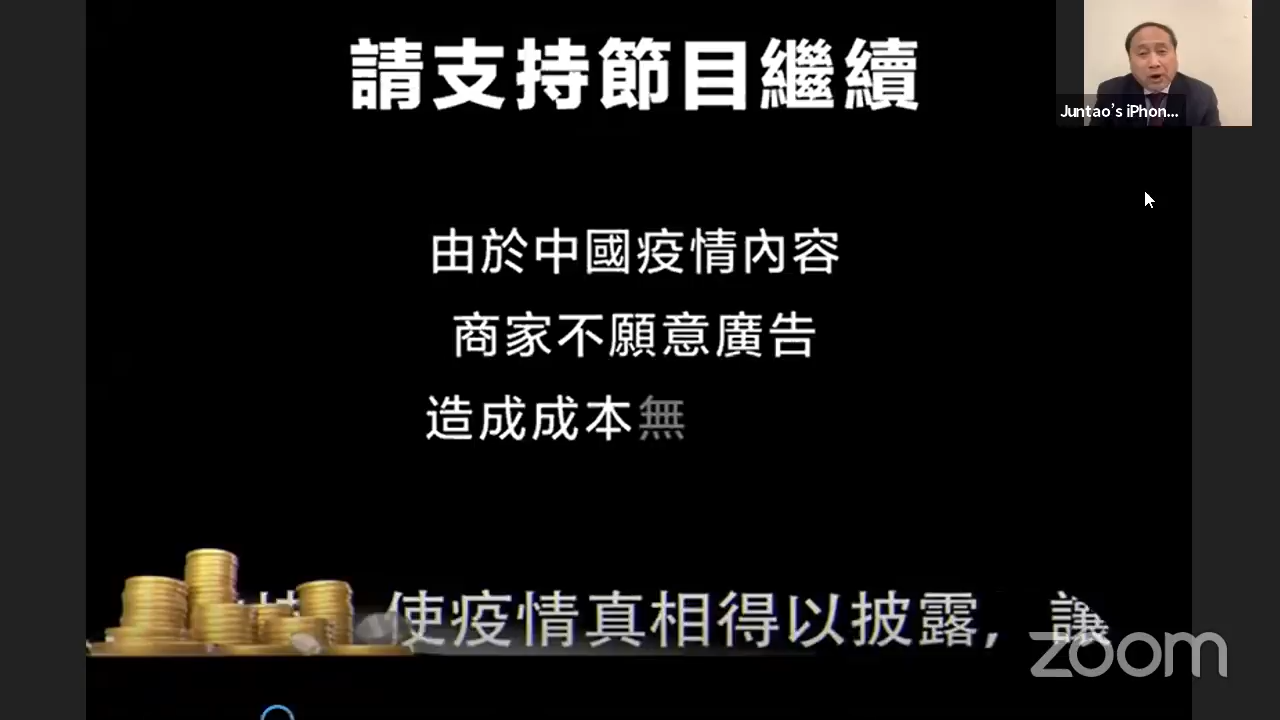 請支持節目繼續
Juntao's iPhon...
由於中國疫情內容
商家不願意廣告
造成成本無
使疫情真相得以披露, 讓
zoom